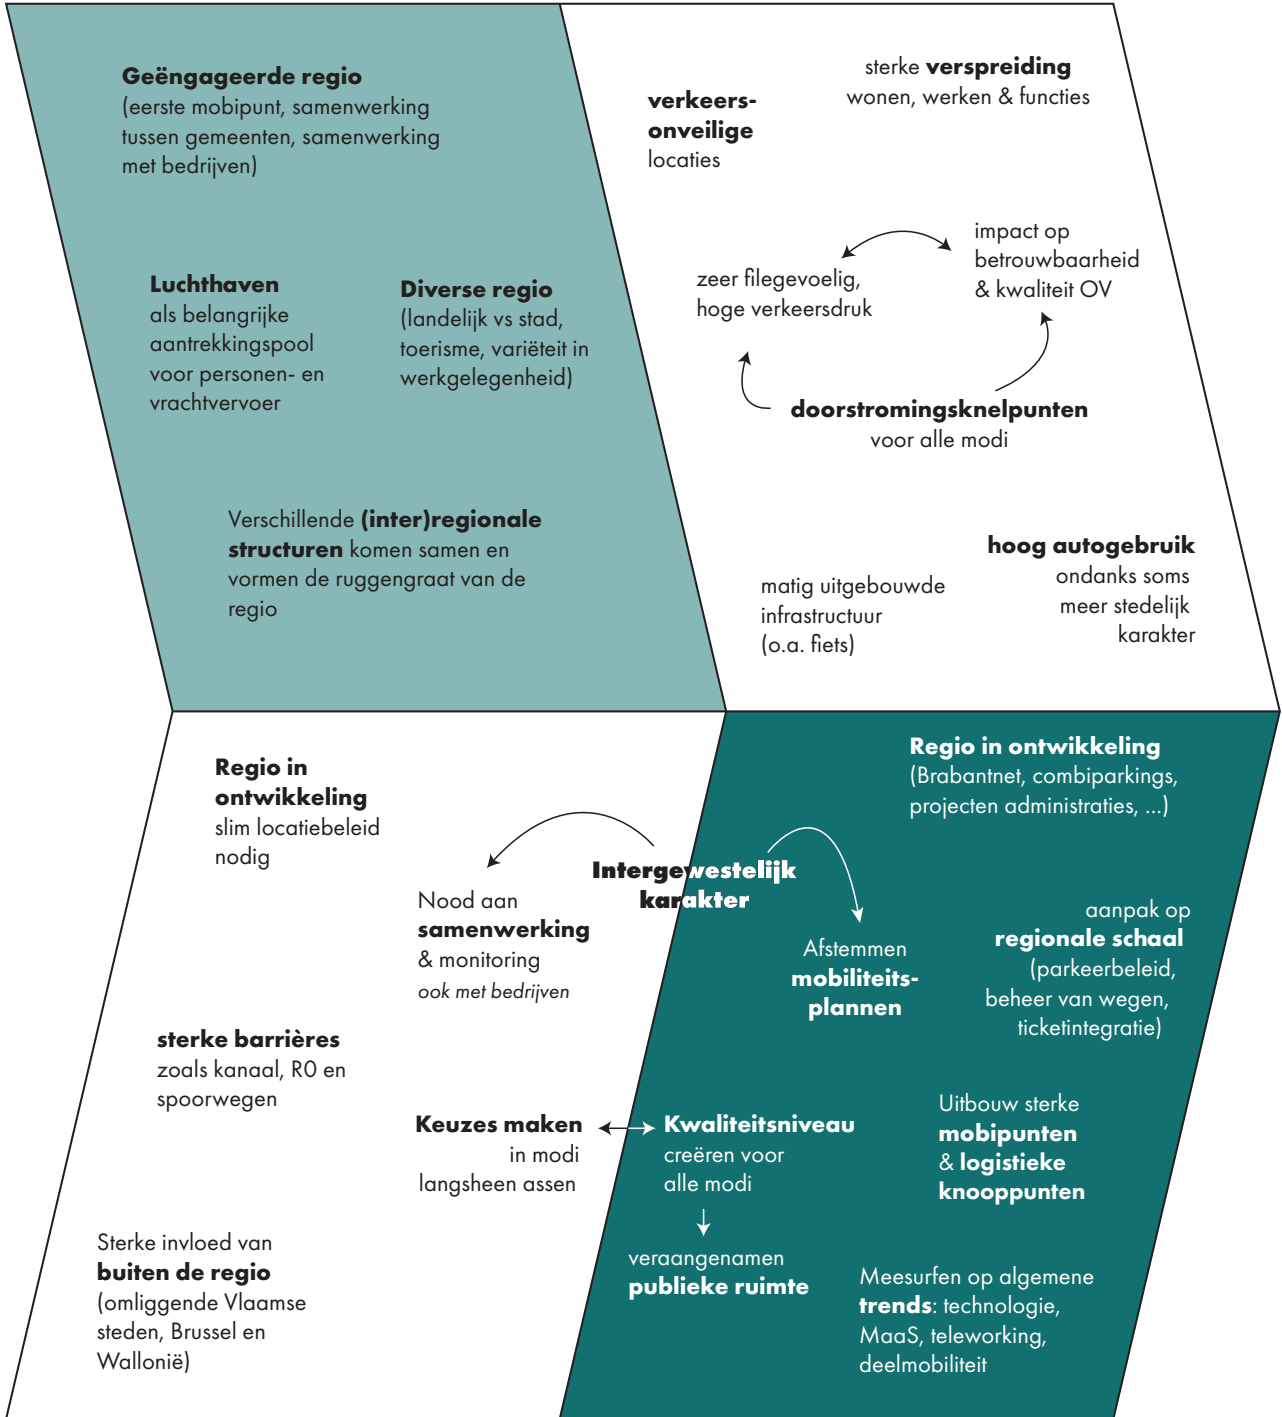 Geëngageerde regio
(eerste mobipunt, samenwerking
tussen gemeenten, samenwerking
met bedrijven)
Luchthaven
als belangrijke
aantrekkingspool
voor personen- en
vrachtvervoer
Diverse regio
(landelijk vs stad,
toerisme, variëteit in
werkgelegenheid)
Verschillende (inter)regionale
structuren komen samen en
vormen de ruggengraat van de
regio
verkeers-
onveilige
locaties
sterke verspreiding
wonen, werken & functies
zeer filegevoelig,
hoge verkeersdruk
impact op
betrouwbaarheid
& kwaliteit OV
doorstromingsknelpunten
voor alle modi
matig uitgebouwde
infrastructuur
(o.a. fiets)
hoog autogebruik
ondanks soms
meer stedelijk
karakter
Regio in
ontwikkeling
slim locatiebeleid
nodig
Intergewestelijk
karakter
Nood aan
samenwerking
& monitoring
ook met bedrijven
sterke barrières
zoals kanaal, R0 en
spoorwegen
Keuzes maken
in modi
langsheen assen
Sterke invloed van
buiten de regio
(omliggende Vlaamse
steden, Brussel en
Wallonië)
Regio in ontwikkeling
(Brabantnet, combiparkings,
projecten administraties, ...)
Afstemmen
mobiliteits-
plannen
aanpak op
regionale schaal
(parkeerbeleid,
beheer van wegen,
ticketintegratie)
Kwaliteitsniveau
creëren voor
alle modi
veraangenamen
publieke ruimte
Uitbouw sterke
mobipunten
& logistieke
knooppunten
Meesurfen op algemene
trends: technologie,
MaaS, teleworking,
deelmobiliteit